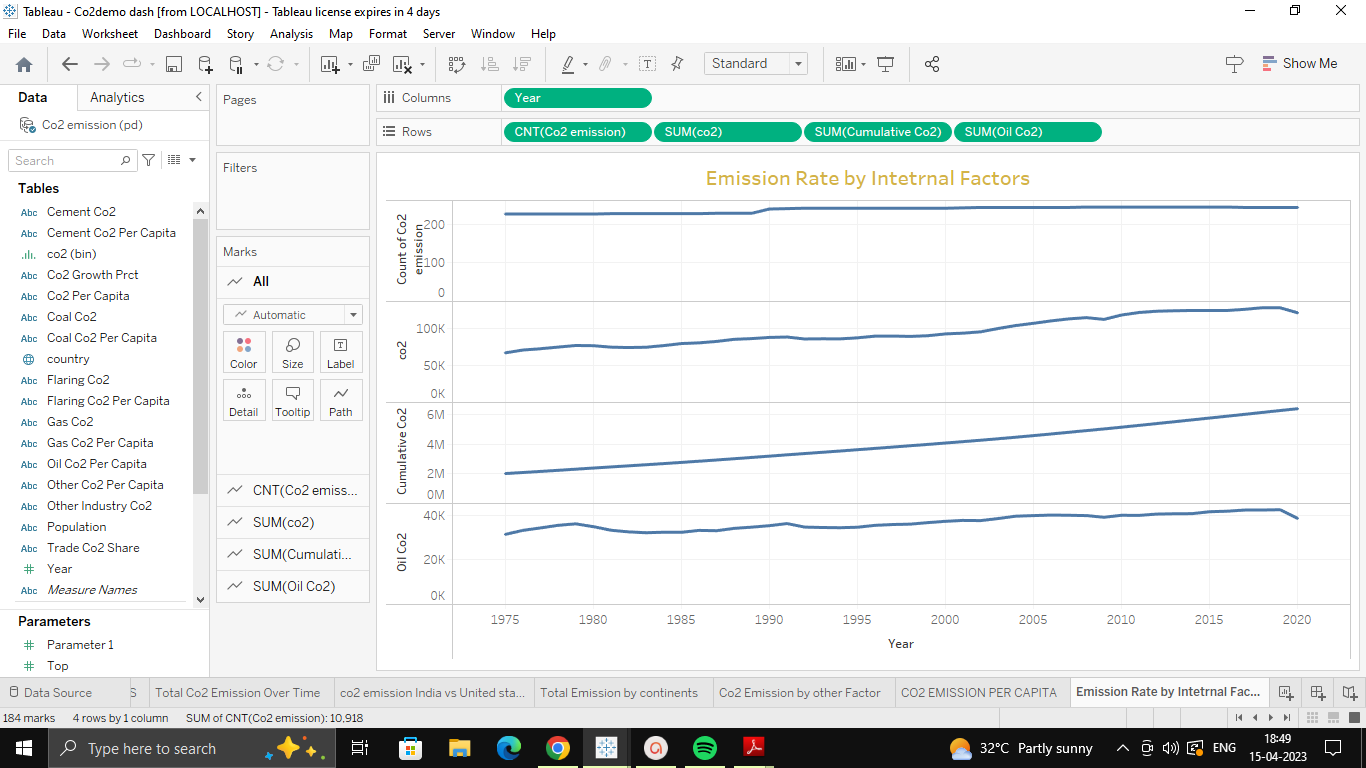 Tableau - Co2demo dash [from LOCALHOST] - Tableau license expires in 4 days
File Data Worksheet Dashboard Story Analysis Map Format Server Window Help
Standard
Show Me
Data Analytics
Co2 emission (pd)
Search
Tables
Abc Cement Co2
Abc Cement Co2 Per Capita
co2 (bin)
Abc Co2 Growth Prct
Abc Co2 Per Capita
Abc Coal Co2
Abc Coal Co2 Per Capita
country
Abc Flaring Co2
Abc Flaring Co2 Per Capita
Abc Gas Co2
Abc Gas Co2 Per Capita
Abc Oil Co2 Per Capita
Abc Other Co2 Per Capita
Abc Other Industry Co2
Abc Population
Abc Trade Co2 Share
# Year
Abc Measure Names
Parameters
# Parameter 1
# Top
Pages
Filters
Marks
All
Automatic
Color Size Label
Detail Tooltip Path
CNT(Co2 emiss...
SUM(co2)
SUM(Cumulati...
SUM(Oil Co2)
Columns Year
Rows CNT(Co2 emission) SUM(co2) SUM(Cumulative Co2) SUM(Oil Co2)
Emission Rate by Intetrnal Factors
Count of Co2
emission
200
100
0
co2
100K
50K
0K
Cumulative Co2
6M
4M
2M
0M
Oil Co2
40K
20K
0K
1975 1980 1985 1990 1995 2000 2005 2010 2015 2020
Year
Data Source S Total Co2 Emission Over Time co2 emission India vs United sta... Total Emission by continents Co2 Emission by other Factor CO2 EMISSION PER CAPITA Emission Rate by Intetrnal Fac...
184 marks 4 rows by 1 column SUM of CNT(Co2 emission): 10,918
Type here to search
32°C Partly sunny
ENG
18:49
15-04-2023